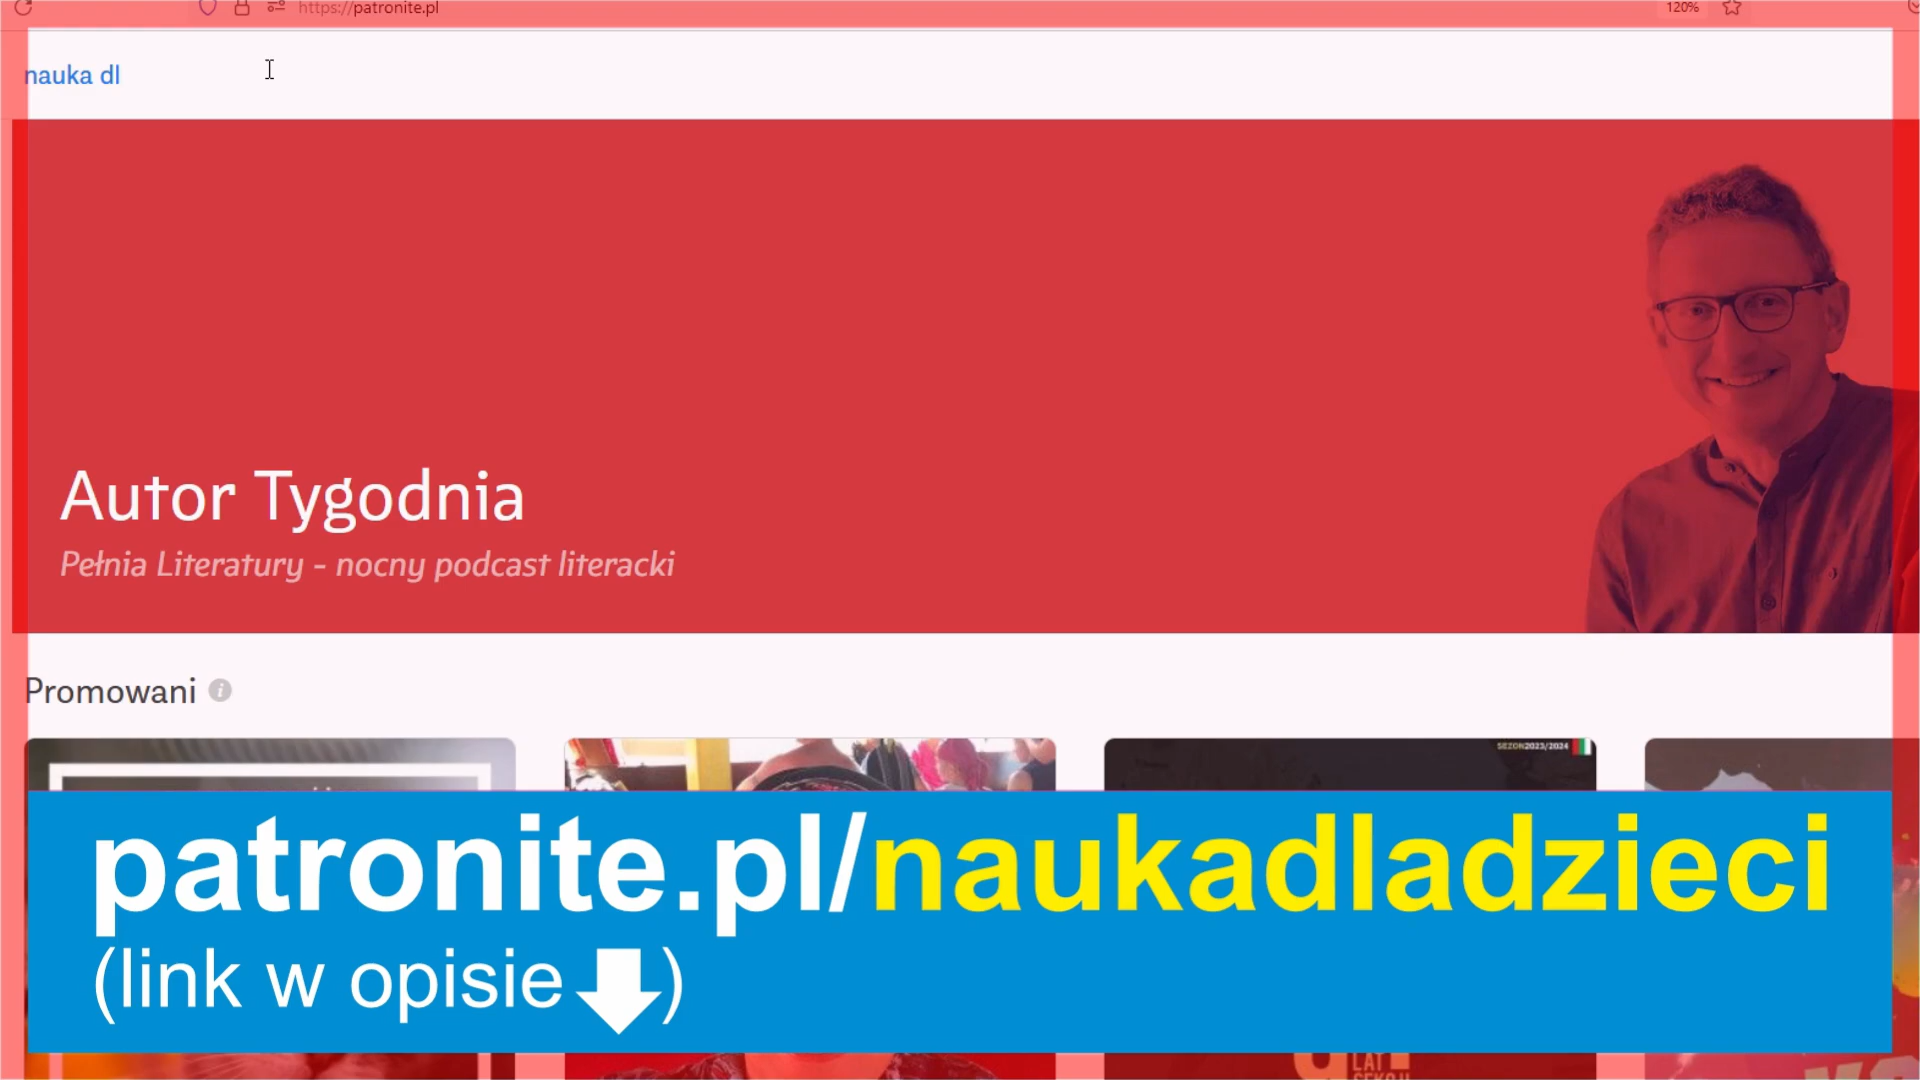 https://patronite.pl
120%
nauka dl
Autor Tygodnia
Pełnia Literatury - nocny podcast literacki
Promowani
SEZON 2023/2024
patronite.pl/naukadladzieci
(link w opisie )
LAT